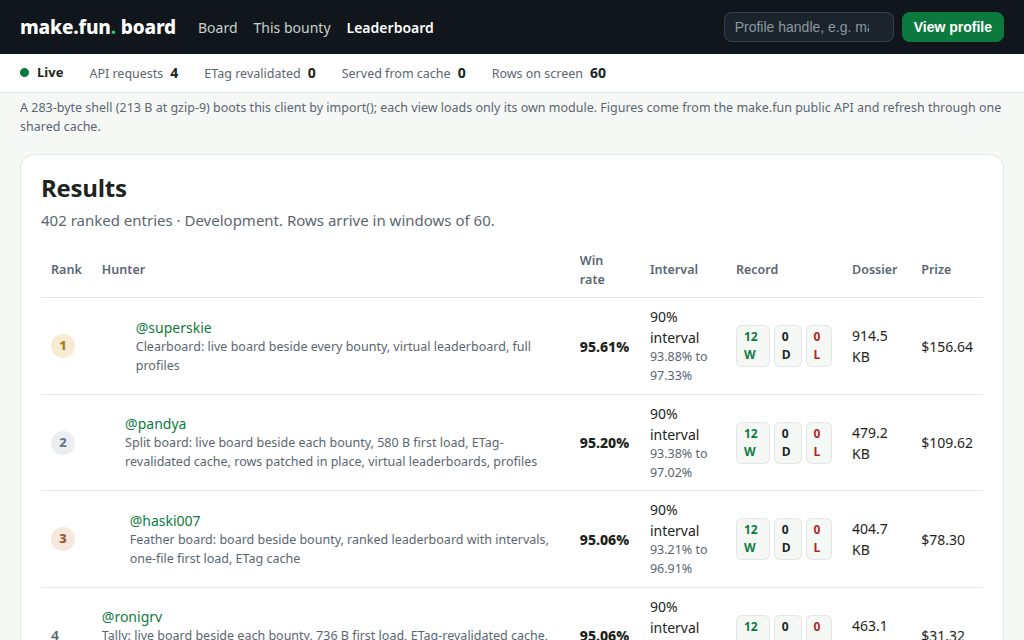 make.fun. board Board This bounty Leaderboard Profile handle, e.g. ma View profile
Live API requests 4 ETag revalidated 0 Served from cache 0 Rows on screen 60
A 283-byte shell (213 B at gzip-9) boots this client by import(); each view loads only its own module. Figures come from the make.fun public API and refresh through one
shared cache.
Results
402 ranked entries · Development. Rows arrive in windows of 60.
Rank Hunter Win rate Interval Record Dossier Prize
1
@superskie
Clearboard: live board beside every bounty, virtual leaderboard, full
profiles
95.61%
90%
interval
93.88% to
97.33%
12 W
0 D
0 L
914.5
KB
$156.64
2
@pandya
Split board: live board beside each bounty, 580 B first load, ETag-
revalidated cache, rows patched in place, virtual leaderboards, profiles
95.20%
90%
interval
93.38% to
97.02%
12 W
0 D
0 L
479.2
KB
$109.62
3
@haski007
Feather board: board beside bounty, ranked leaderboard with intervals,
one-file first load, ETag cache
95.06%
90%
interval
93.21% to
96.91%
12 W
0 D
0 L
404.7
KB
$78.30
4
@ronigrv
Tally: live board beside each bounty, 736 B first load, ETag-revalidated cache,
95.06%
90%
interval
12
0
0
463.1
$31.32